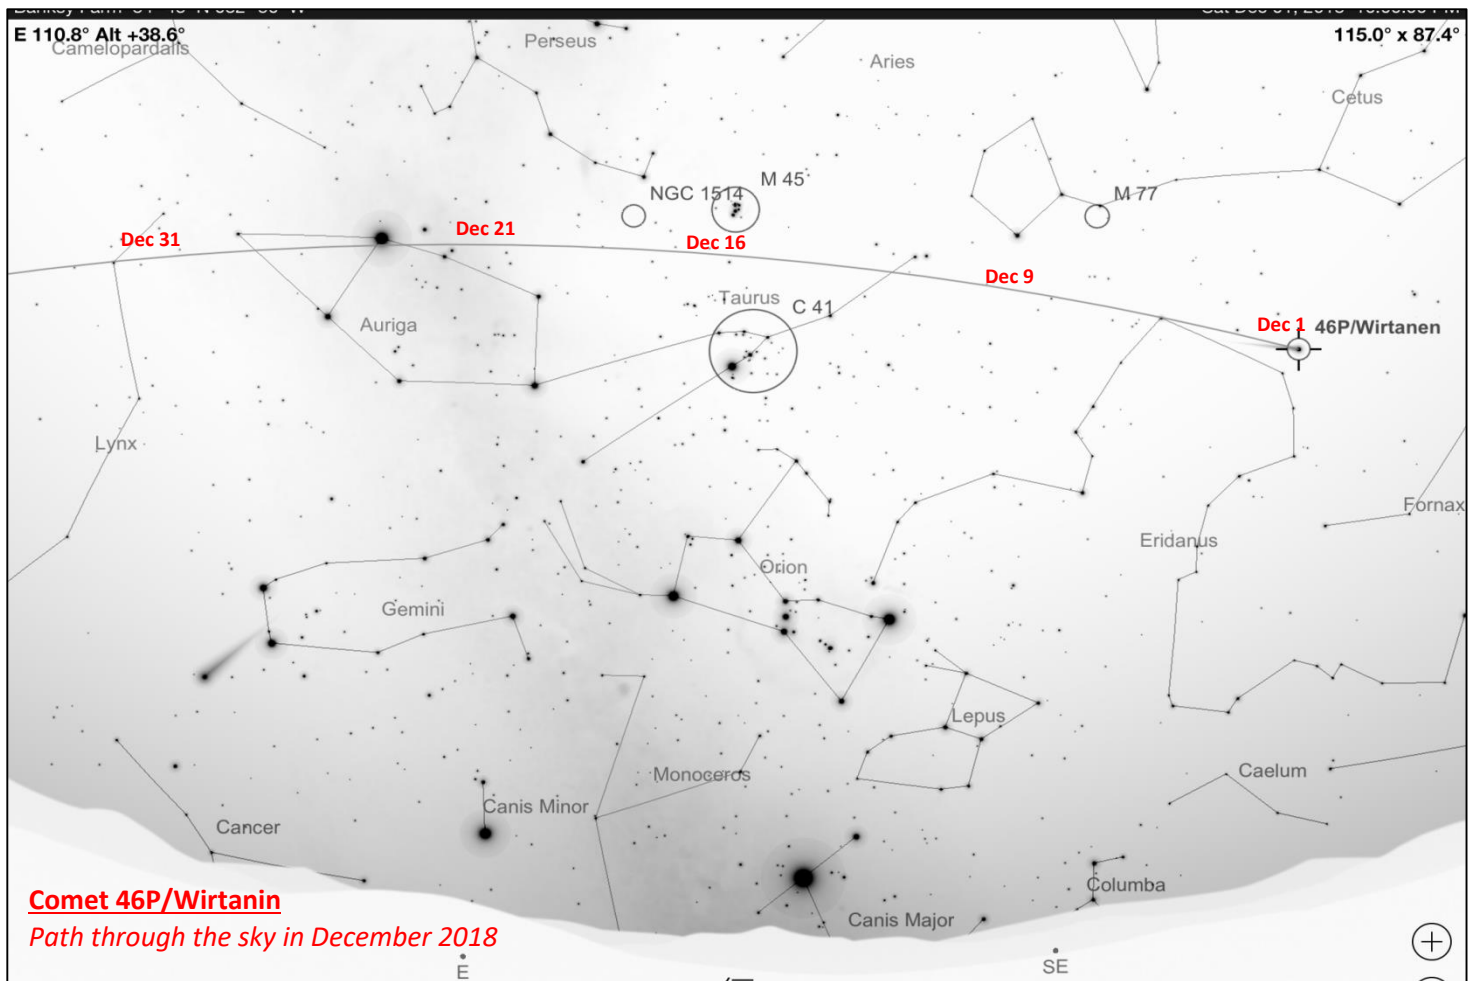 E 110.8° Alt +38.6°
115.0° x 87.4°
Camelopardalis
Perseus
Aries
Cetus
NGC 1514
M 45
M 77
Dec 31
Dec 21
Dec 16
Dec 9
Dec 1
46P/Wirtanen
Taurus
C 41
Auriga
Lynx
Fornax
Eridanus
Orion
Gemini
Lepus
Monoceros
Caelum
Canis Minor
Cancer
Columba
Canis Major
Comet 46P/Wirtanin
Path through the sky in December 2018
E
SE